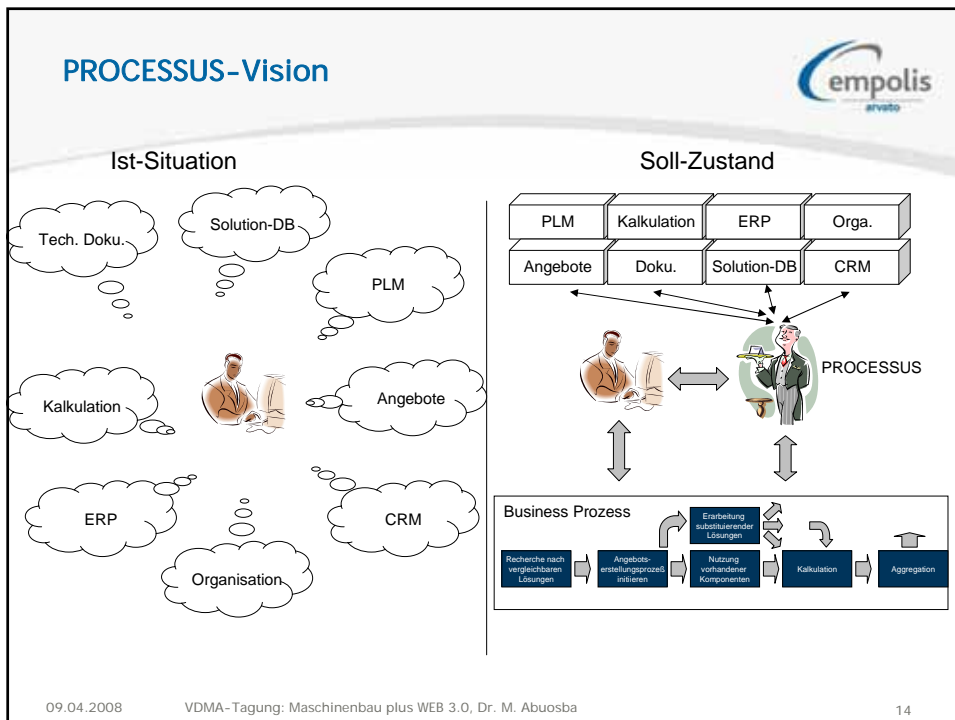 PROCESSUS-Vision
empolis
arvato
Ist-Situation
Tech. Doku.
Solution-DB
PLM
Kalkulation
Angebote
ERP
CRM
Organisation
Soll-Zustand
PLM
Kalkulation
ERP
Orga.
Angebote
Doku.
Solution-DB
CRM
PROCESSUS
Business Prozess
Erarbeitung
substituierender
Lösungen
Recherche nach
vergleichbaren
Lösungen
Angebots-
erstellungsprozeß
initiieren
Nutzung
vorhandener
Komponenten
Kalkulation
Aggregation
09.04.2008
VDMA-Tagung: Maschinenbau plus WEB 3.0, Dr. M. Abuosba
14